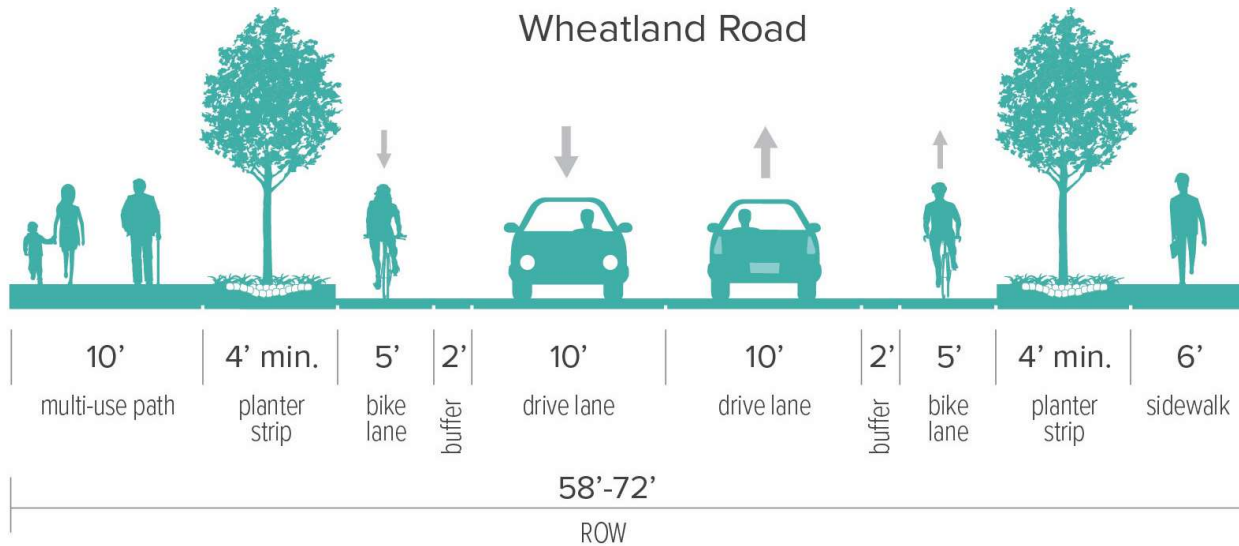 Wheatland Road
10’ 4’ min. 5’ 2’ 10’ 10’ 2’ 5’ 4’ min. 6’
multi-use path planter strip bike lane buffer drive lane drive lane buffer bike lane planter strip sidewalk
58’-72’
ROW